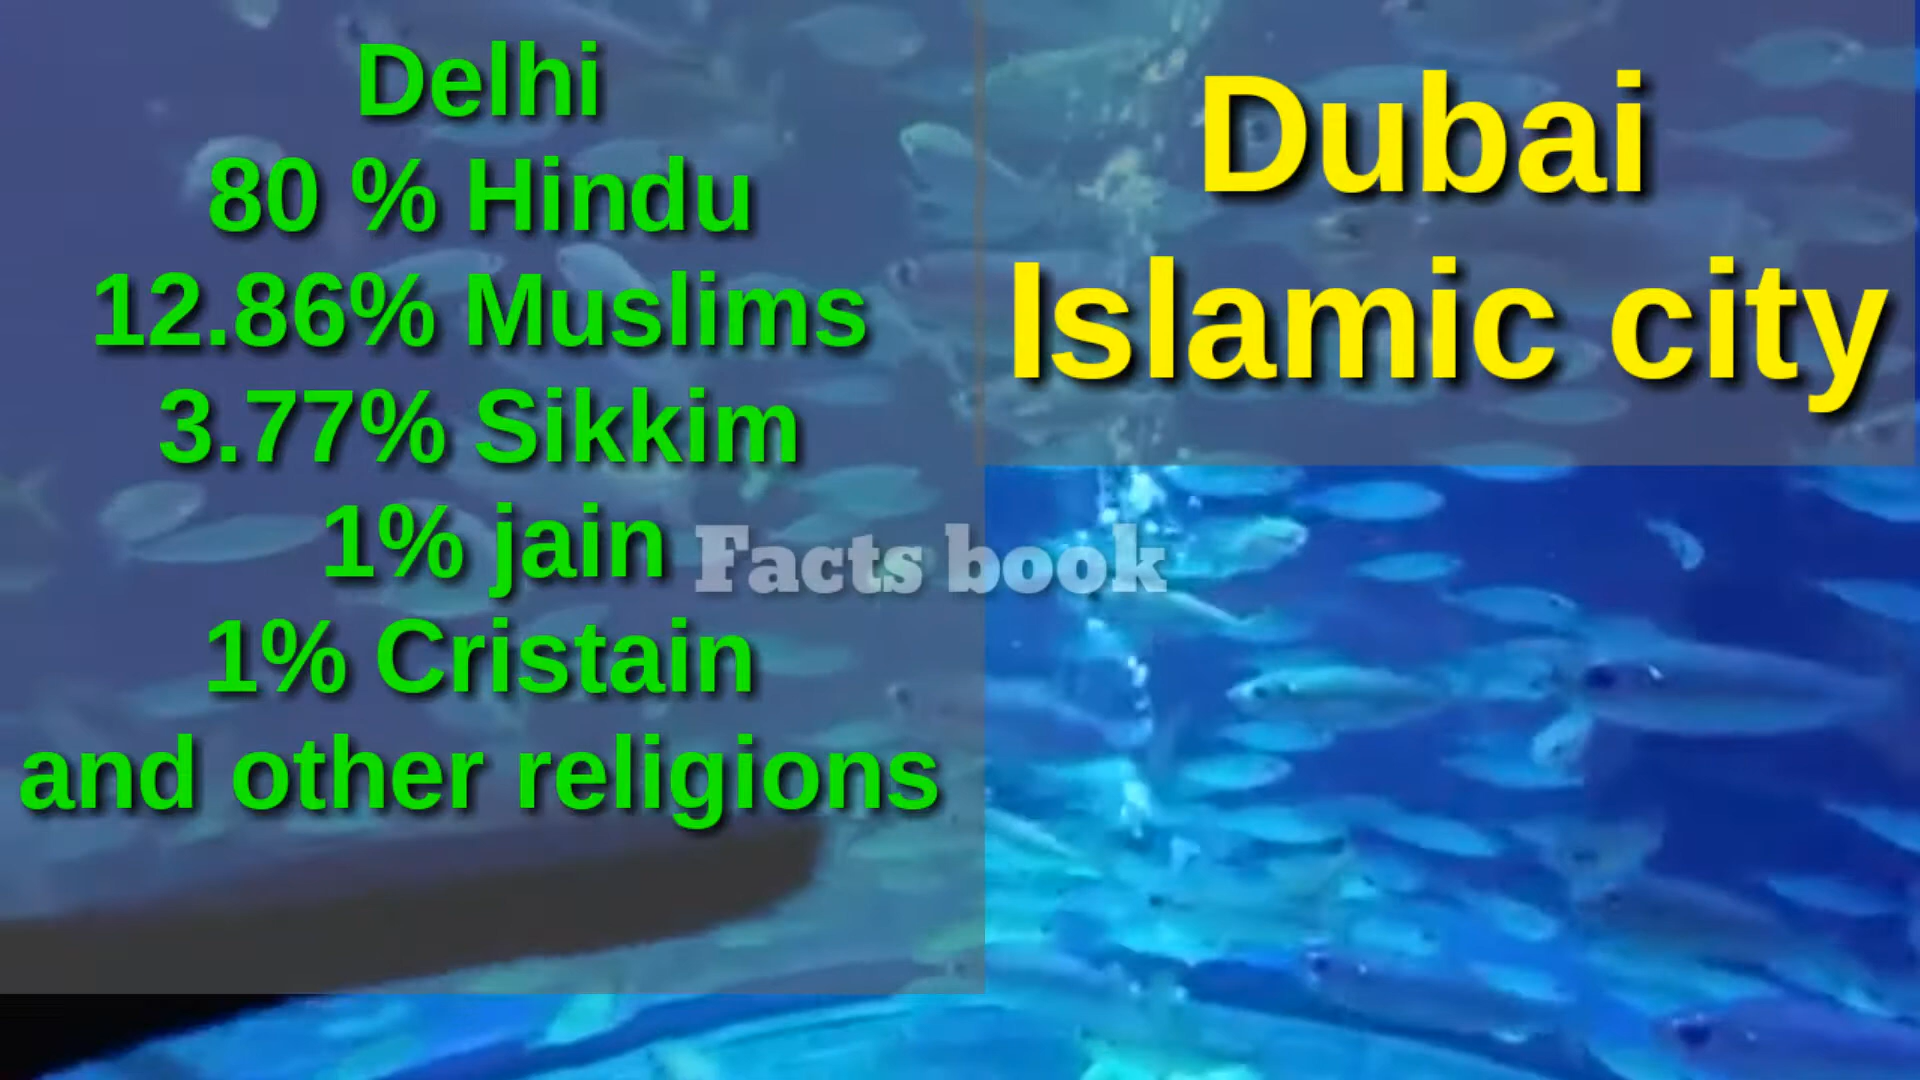 Delhi
80 % Hindu
12.86% Muslims
3.77% Sikkim
1% jain
1% Cristain
and other religions
Dubai
Islamic city
Facts book